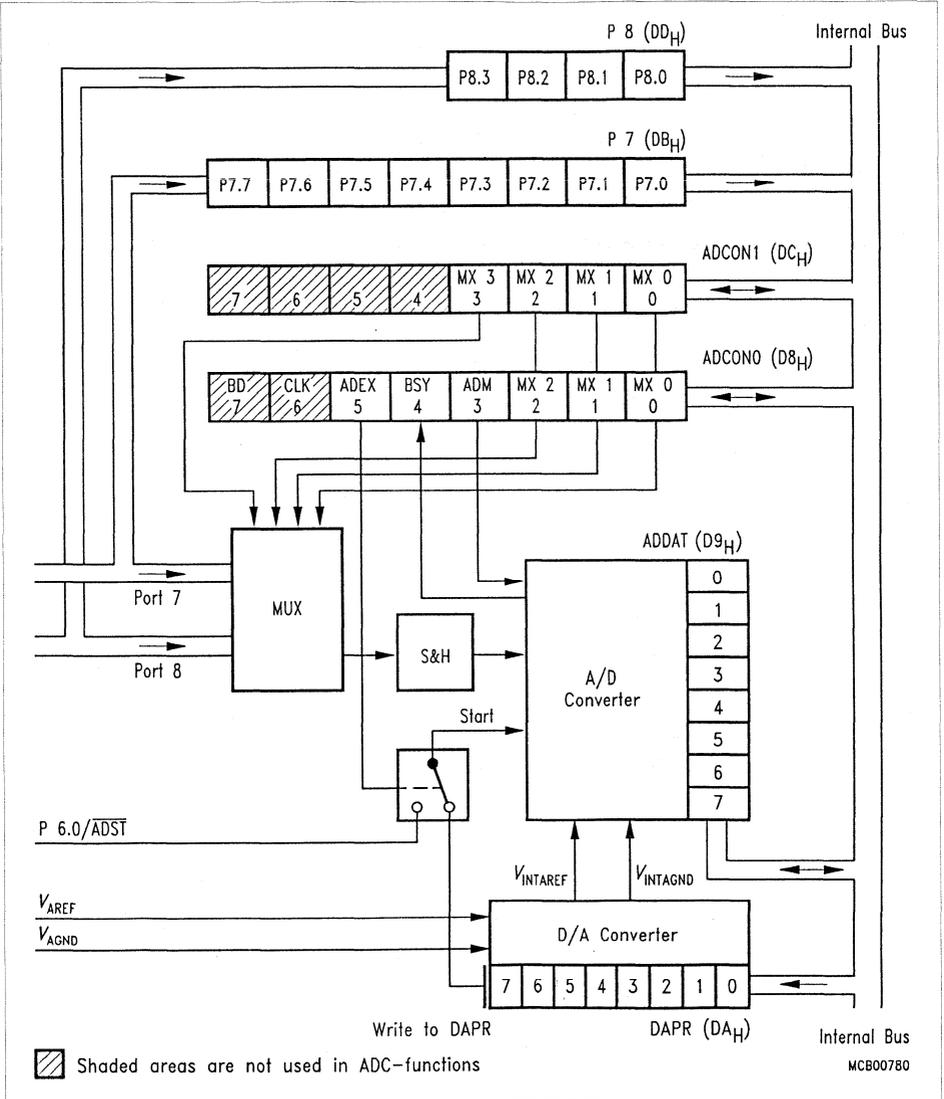 P 8 (DDH)
Internal Bus
P8.3 P8.2 P8.1 P8.0
P 7 (DBH)
P7.7 P7.6 P7.5 P7.4 P7.3 P7.2 P7.1 P7.0
ADCON1 (DCH)
MX 3 MX 2 MX 1 MX 0
7 6 5 4 3 2 1 0
ADCON0 (D8H)
BD CLK ADEX BSY ADM MX 2 MX 1 MX 0
7 6 5 4 3 2 1 0
ADDAT (D9H)
Port 7
MUX
Port 8
S&H
A/D
Converter
0
1
2
3
4
5
6
7
Start
P 6.0/ADST
VINTAREF
VINTAGND
VAREF
VAGND
D/A Converter
7 6 5 4 3 2 1 0
Write to DAPR
DAPR (DAH)
Internal Bus
Shaded areas are not used in ADC-functions
MCB00780